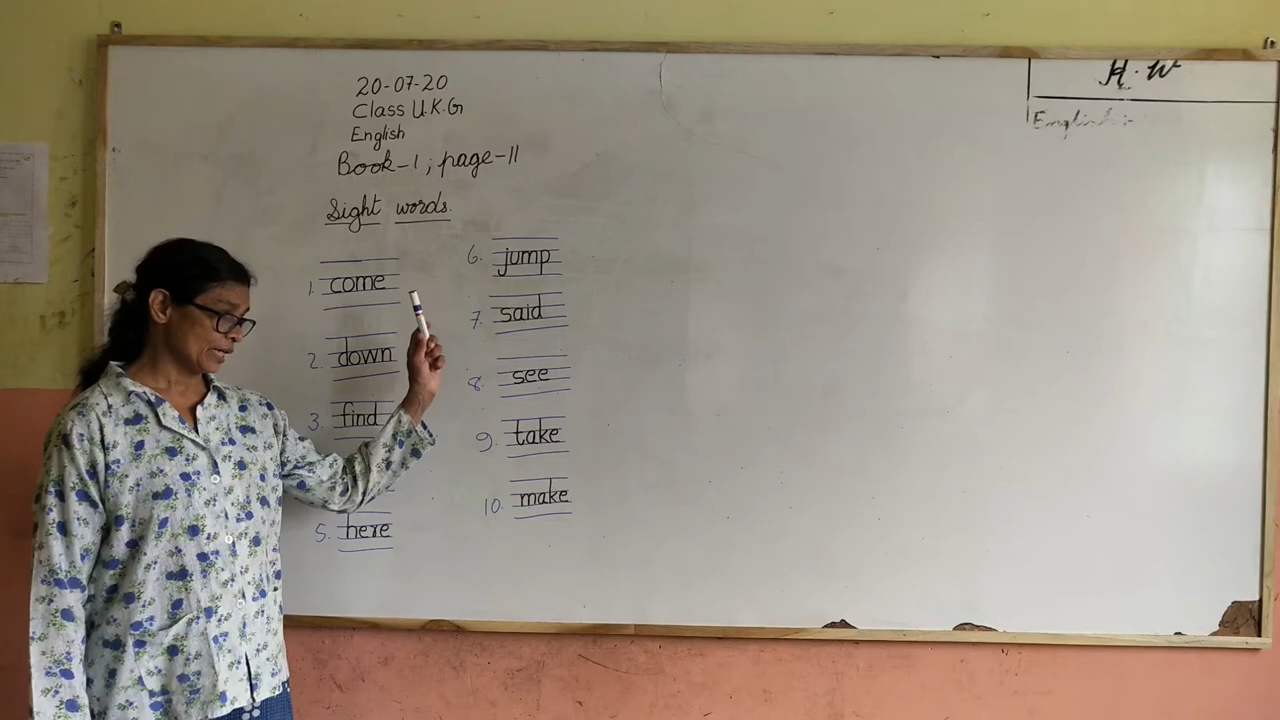 20-07-20
Class U.K.G
English
Book-1 ; page-11
Sight words.
1. come
2. down
3. find
5. here
6. jump
7. said
8. see
9. take
10. make
H.W
English :-